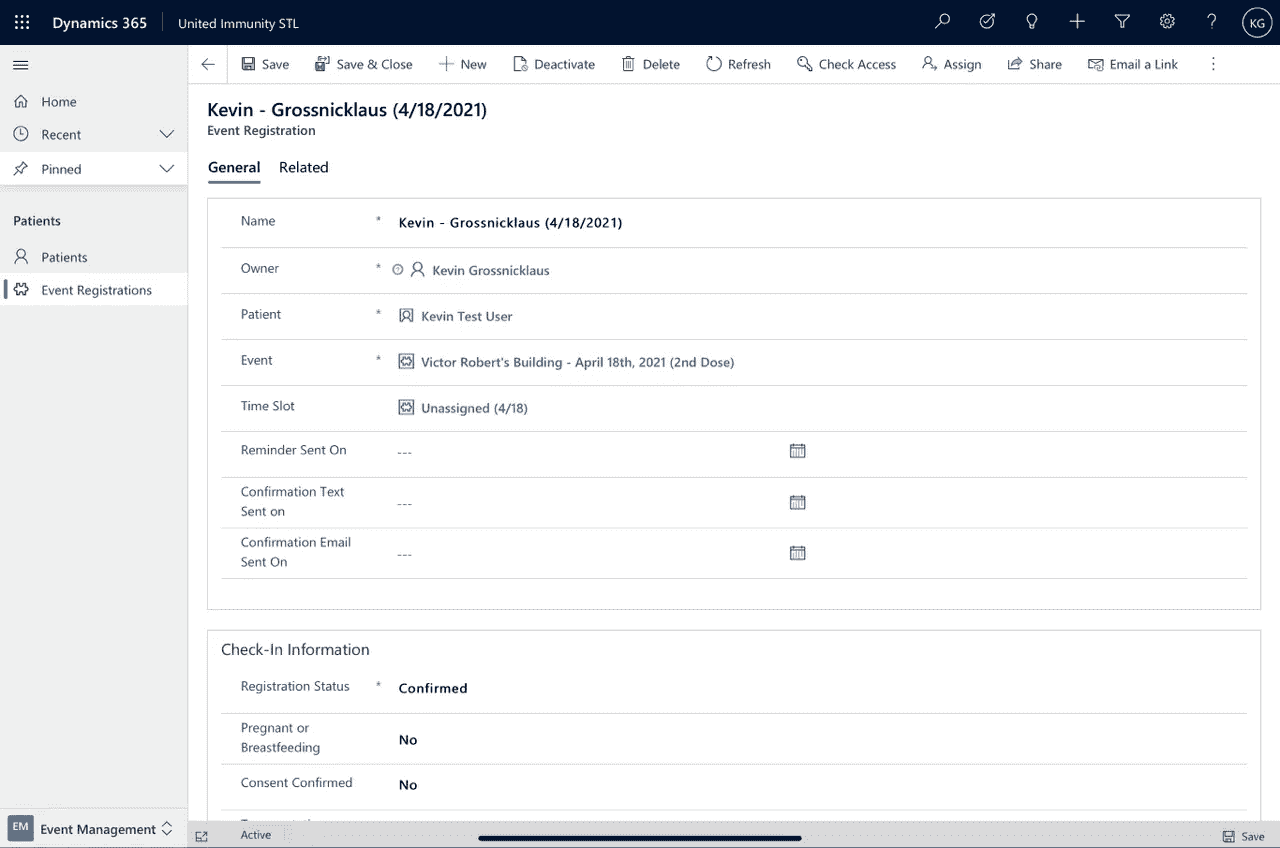 Dynamics 365
United Immunity STL
KG
Save
Save & Close
New
Deactivate
Delete
Refresh
Check Access
Assign
Share
Email a Link
Home
Recent
Pinned
Patients
Patients
Event Registrations
Kevin - Grossnicklaus (4/18/2021)
Event Registration
General
Related
Name * Kevin - Grossnicklaus (4/18/2021)
Owner * Kevin Grossnicklaus
Patient * Kevin Test User
Event * Victor Robert's Building - April 18th, 2021 (2nd Dose)
Time Slot Unassigned (4/18)
Reminder Sent On ---
Confirmation Text
Sent on
---
Confirmation Email
Sent On
---
Check-In Information
Registration Status * Confirmed
Pregnant or
Breastfeeding
No
Consent Confirmed No
EM Event Management
Active
Save